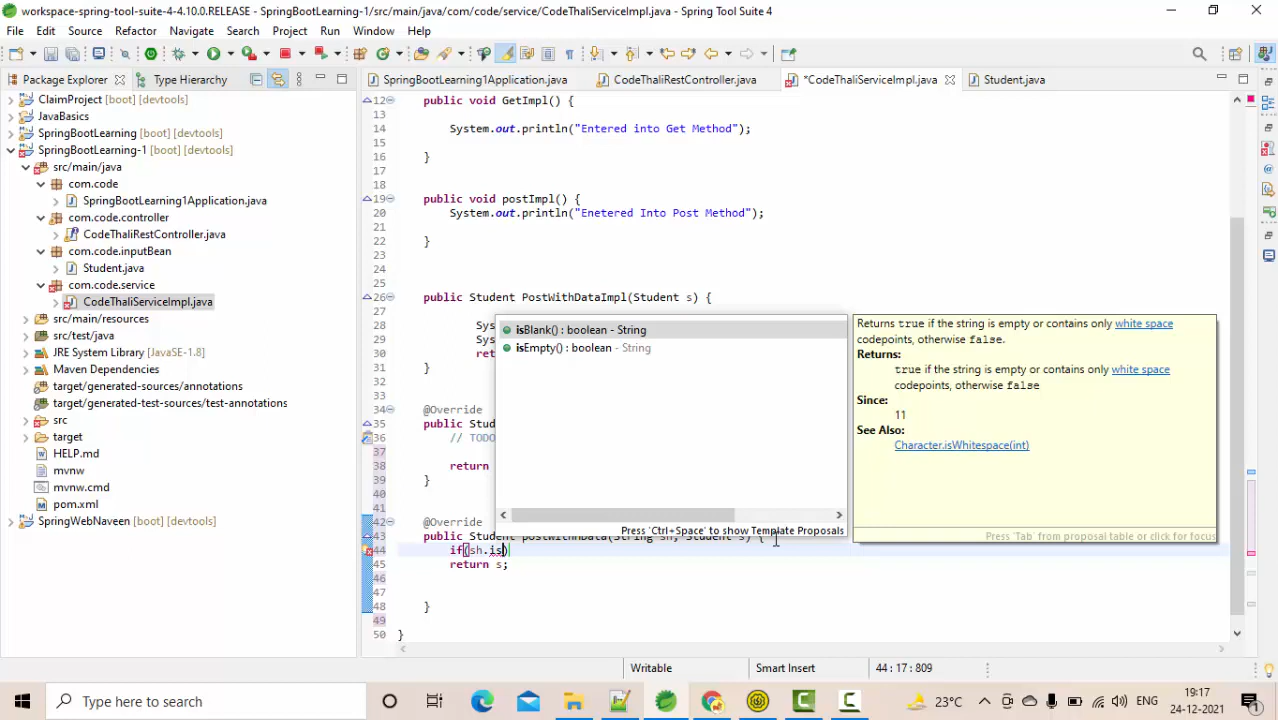 workspace-spring-tool-suite-4-4.10.0.RELEASE - SpringBootLearning-1/src/main/java/com/code/service/CodeThaliServiceImpl.java - Spring Tool Suite 4
File Edit Source Refactor Navigate Search Project Run Window Help
Package Explorer Type Hierarchy
SpringBootLearning1Application.java CodeThaliRestController.java *CodeThaliServiceImpl.java Student.java
ClaimProject [boot] [devtools]
JavaBasics
SpringBootLearning [boot] [devtools]
SpringBootLearning-1 [boot] [devtools]
src/main/java
com.code
SpringBootLearning1Application.java
com.code.controller
CodeThaliRestController.java
com.code.inputBean
Student.java
com.code.service
CodeThaliServiceImpl.java
src/main/resources
src/test/java
JRE System Library [JavaSE-1.8]
Maven Dependencies
target/generated-sources/annotations
target/generated-test-sources/test-annotations
src
target
HELP.md
mvnw
mvnw.cmd
pom.xml
SpringWebNaveen [boot] [devtools]
12 public void GetImpl() {
13
14 System.out.println("Entered into Get Method");
15
16 }
17
18
19 public void postImpl() {
20 System.out.println("Enetered Into Post Method");
21
22 }
23
24
25
26 public Student PostWithDataImpl(Student s) {
27
28 Sys
29 Sys
30 ret
31 }
32
33
34 @Override
35 public Stud
36 // TODO
37
38 return
39 }
40
41
42 @Override
43 public Student postWithHData(String sh, Student s) {
44 if(sh.is)
45 return s;
46
47
48 }
49
50 }
isBlank() : boolean - String
isEmpty() : boolean - String
Press 'Ctrl+Space' to show Template Proposals
Returns true if the string is empty or contains only white space
codepoints, otherwise false.
Returns:
true if the string is empty or contains only white space
codepoints, otherwise false
Since:
11
See Also:
Character.isWhitespace(int)
Press 'Tab' from proposal table or click for focus
Writable Smart Insert 44 : 17 : 809
Type here to search
23°C ENG
19:17
24-12-2021
1